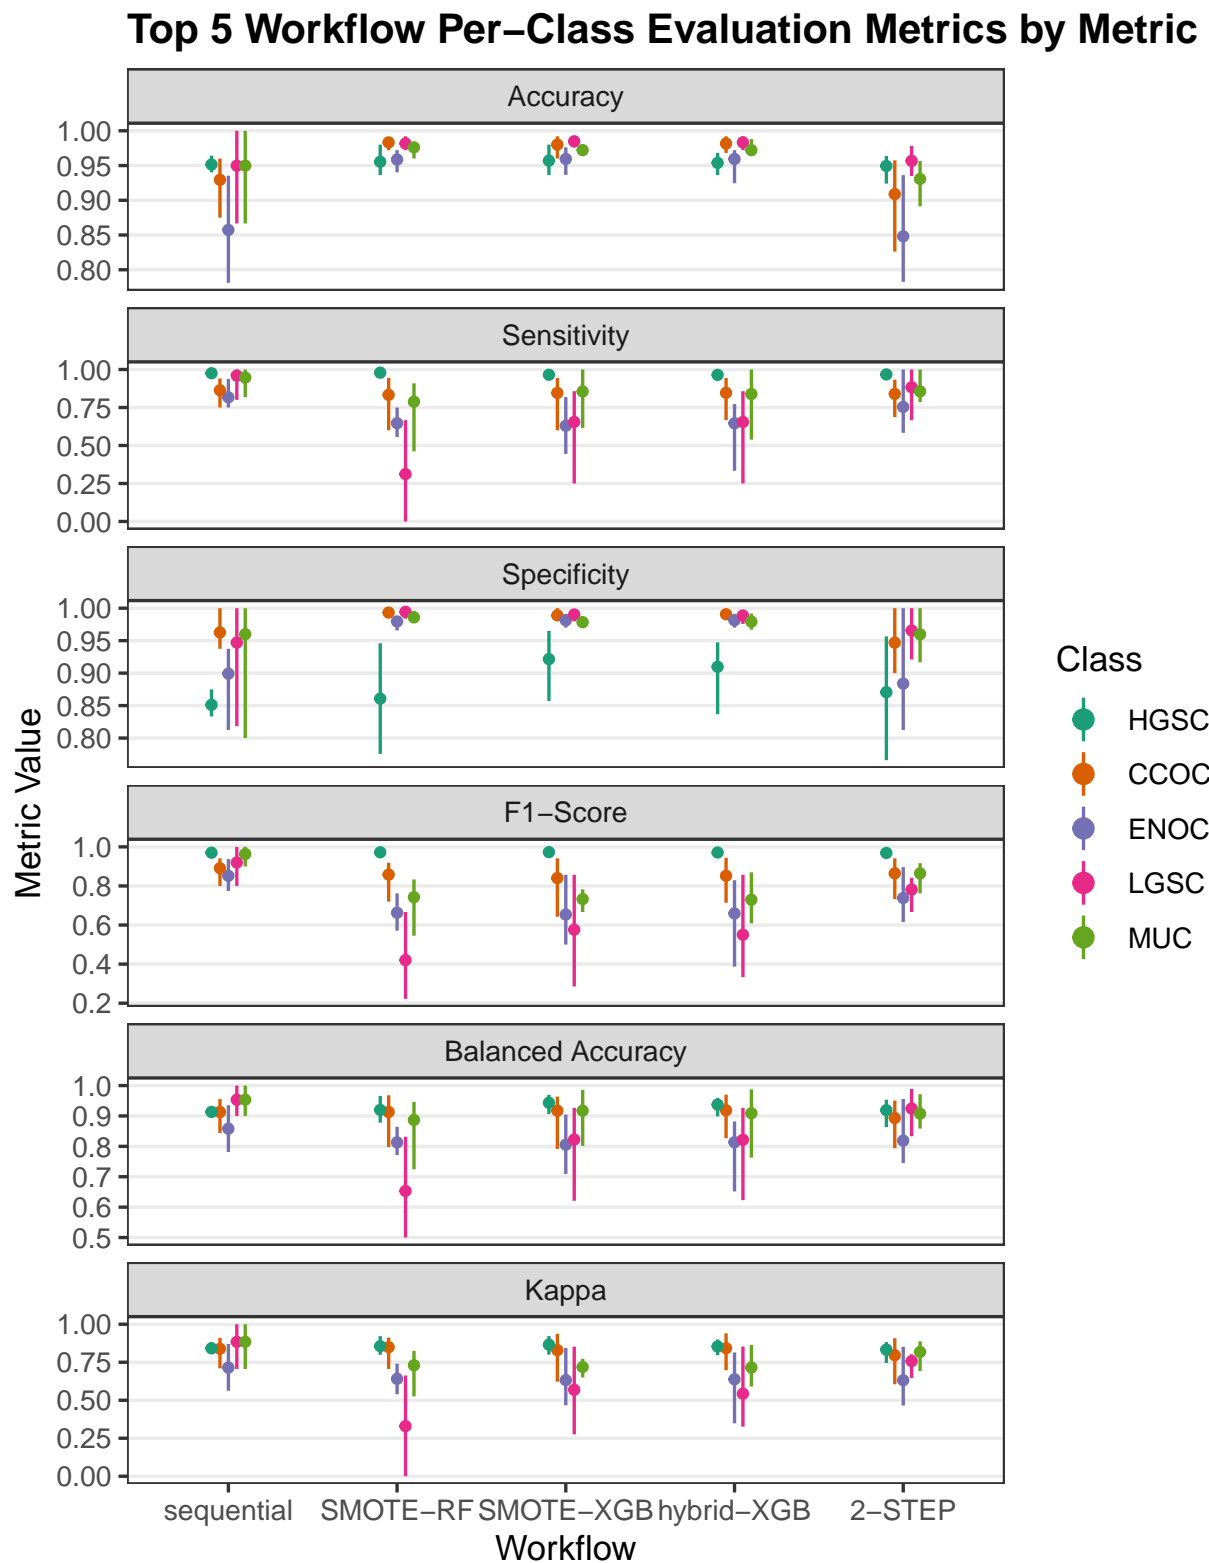 Top 5 Workflow Per−Class Evaluation Metrics by Metric
Accuracy
1.00
0.95
0.90
0.85
0.80
Sensitivity
1.00
0.75
0.50
0.25
0.00
Specificity
1.00
0.95
0.90
0.85
0.80
F1−Score
1.0
0.8
0.6
0.4
0.2
Balanced Accuracy
1.0
0.9
0.8
0.7
0.6
0.5
Kappa
1.00
0.75
0.50
0.25
0.00
sequential SMOTE−RF SMOTE−XGB hybrid−XGB 2−STEP
Workflow
Metric Value
Class
HGSC
CCOC
ENOC
LGSC
MUC